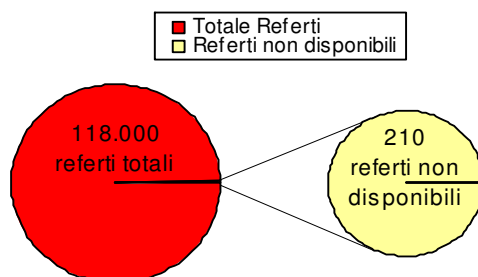 Totale Referti
Referti non disponibili
118.000
referti totali
210
referti non
disponibili